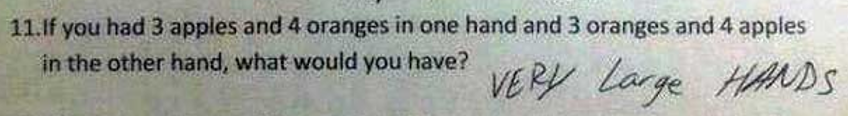 11.If you had 3 apples and 4 oranges in one hand and 3 oranges and 4 apples
in the other hand, what would you have?
VERY Large HANDS